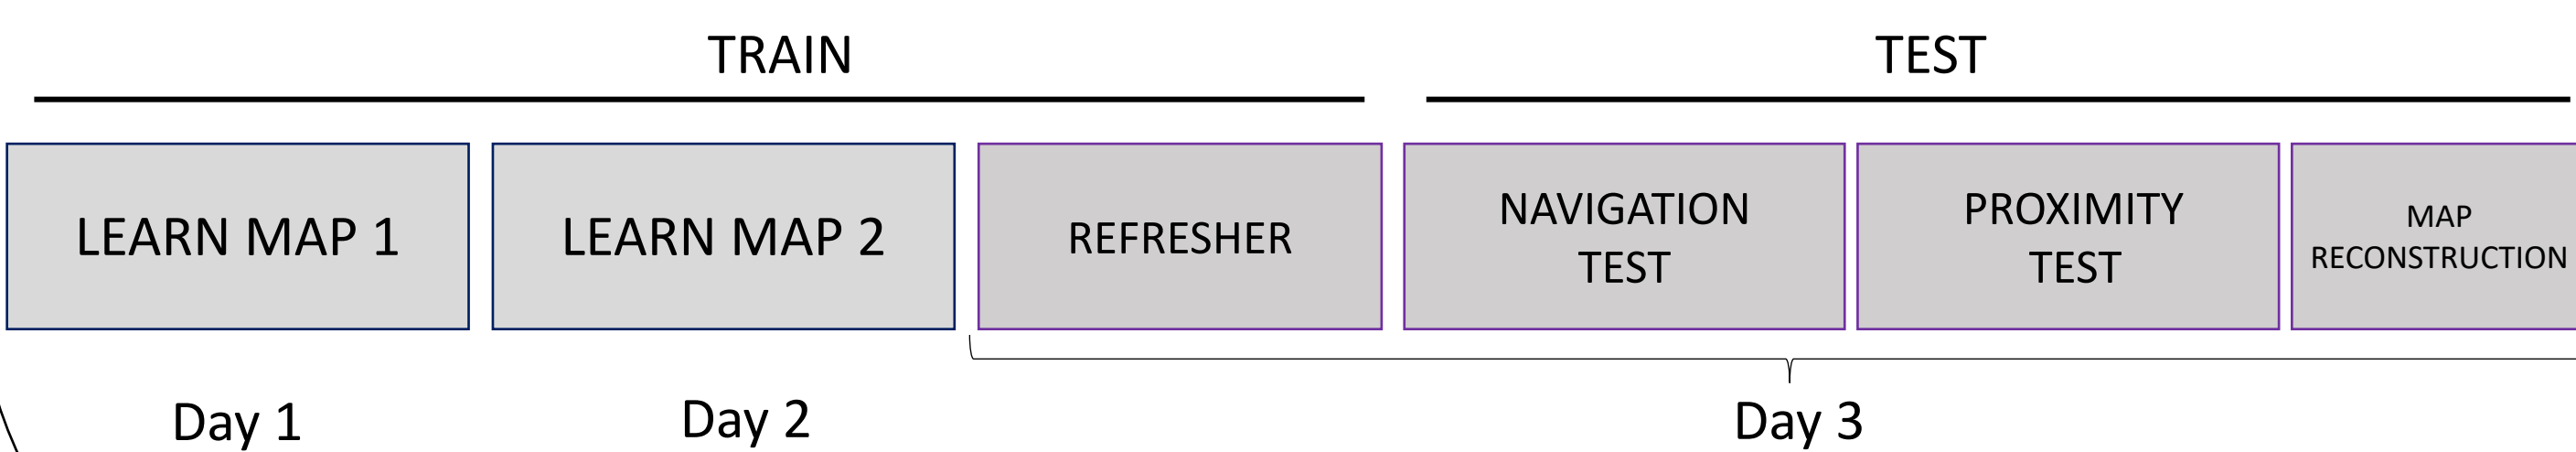 TRAIN
TEST
LEARN MAP 1
LEARN MAP 2
REFRESHER
NAVIGATION
TEST
PROXIMITY
TEST
MAP
RECONSTRUCTION
Day 1
Day 2
Day 3